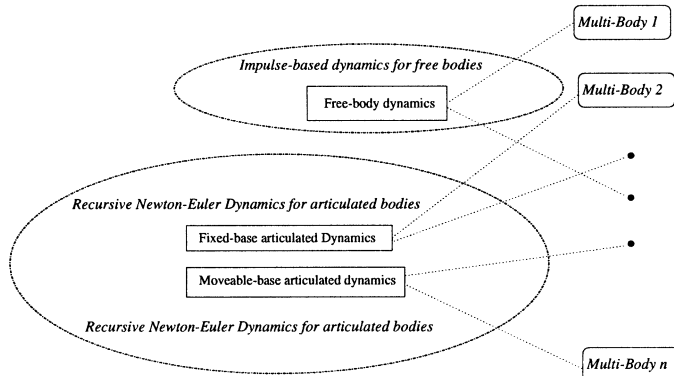 Multi-Body 1
Impulse-based dynamics for free bodies
Multi-Body 2
Free-body dynamics
Recursive Newton-Euler Dynamics for articulated bodies
Fixed-base articulated Dynamics
Moveable-base articulated dynamics
Recursive Newton-Euler Dynamics for articulated bodies
Multi-Body n